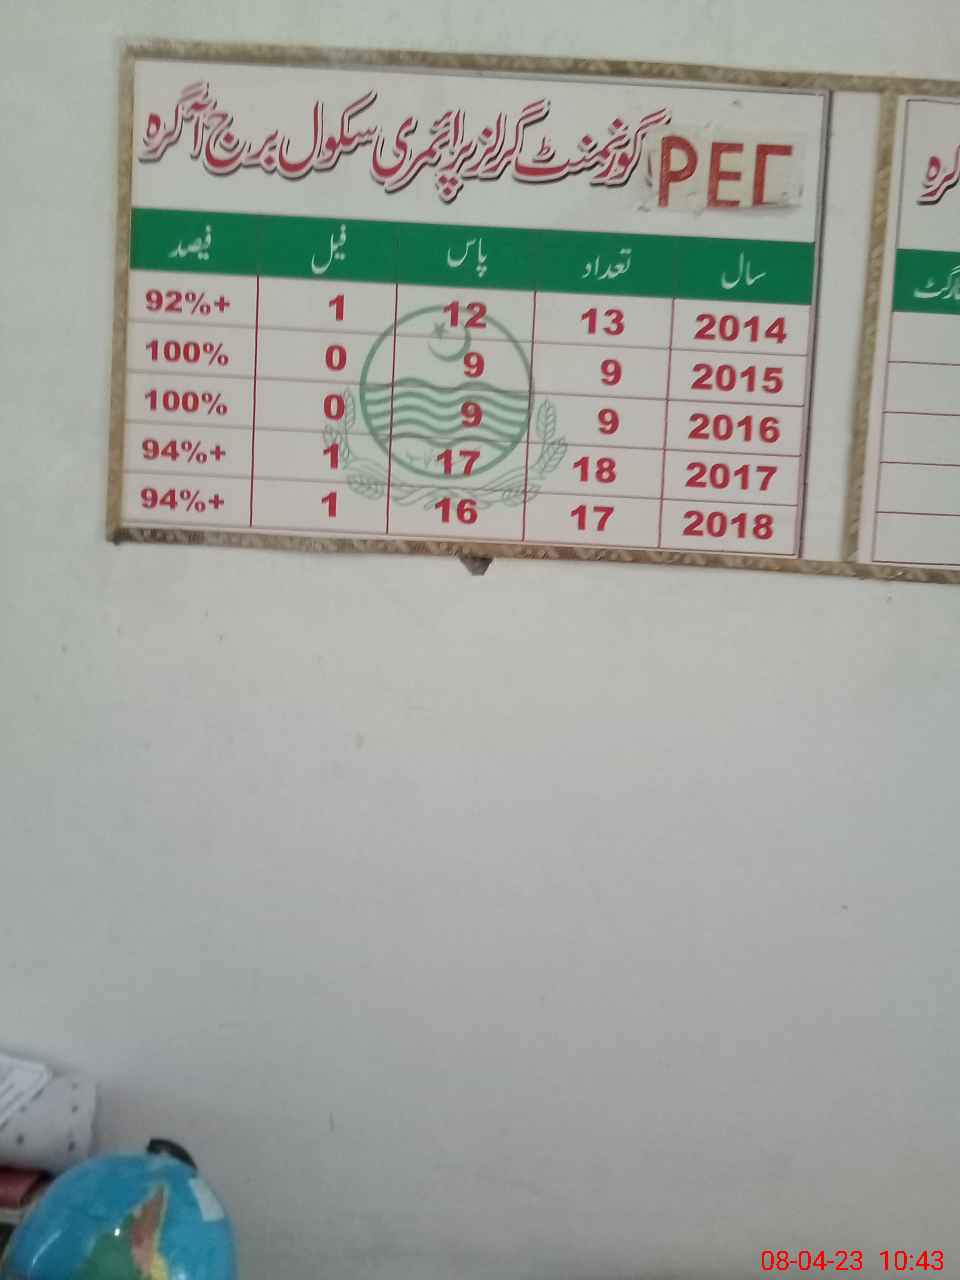 PEC گورنمنٹ گرلز پرائمری سکول برج آگرہ
سال تعداد پاس فیل فیصد
2014 13 12 1 92%+
2015 9 9 0 100%
2016 9 9 0 100%
2017 18 17 1 94%+
2018 17 16 1 94%+
08-04-23 10:43